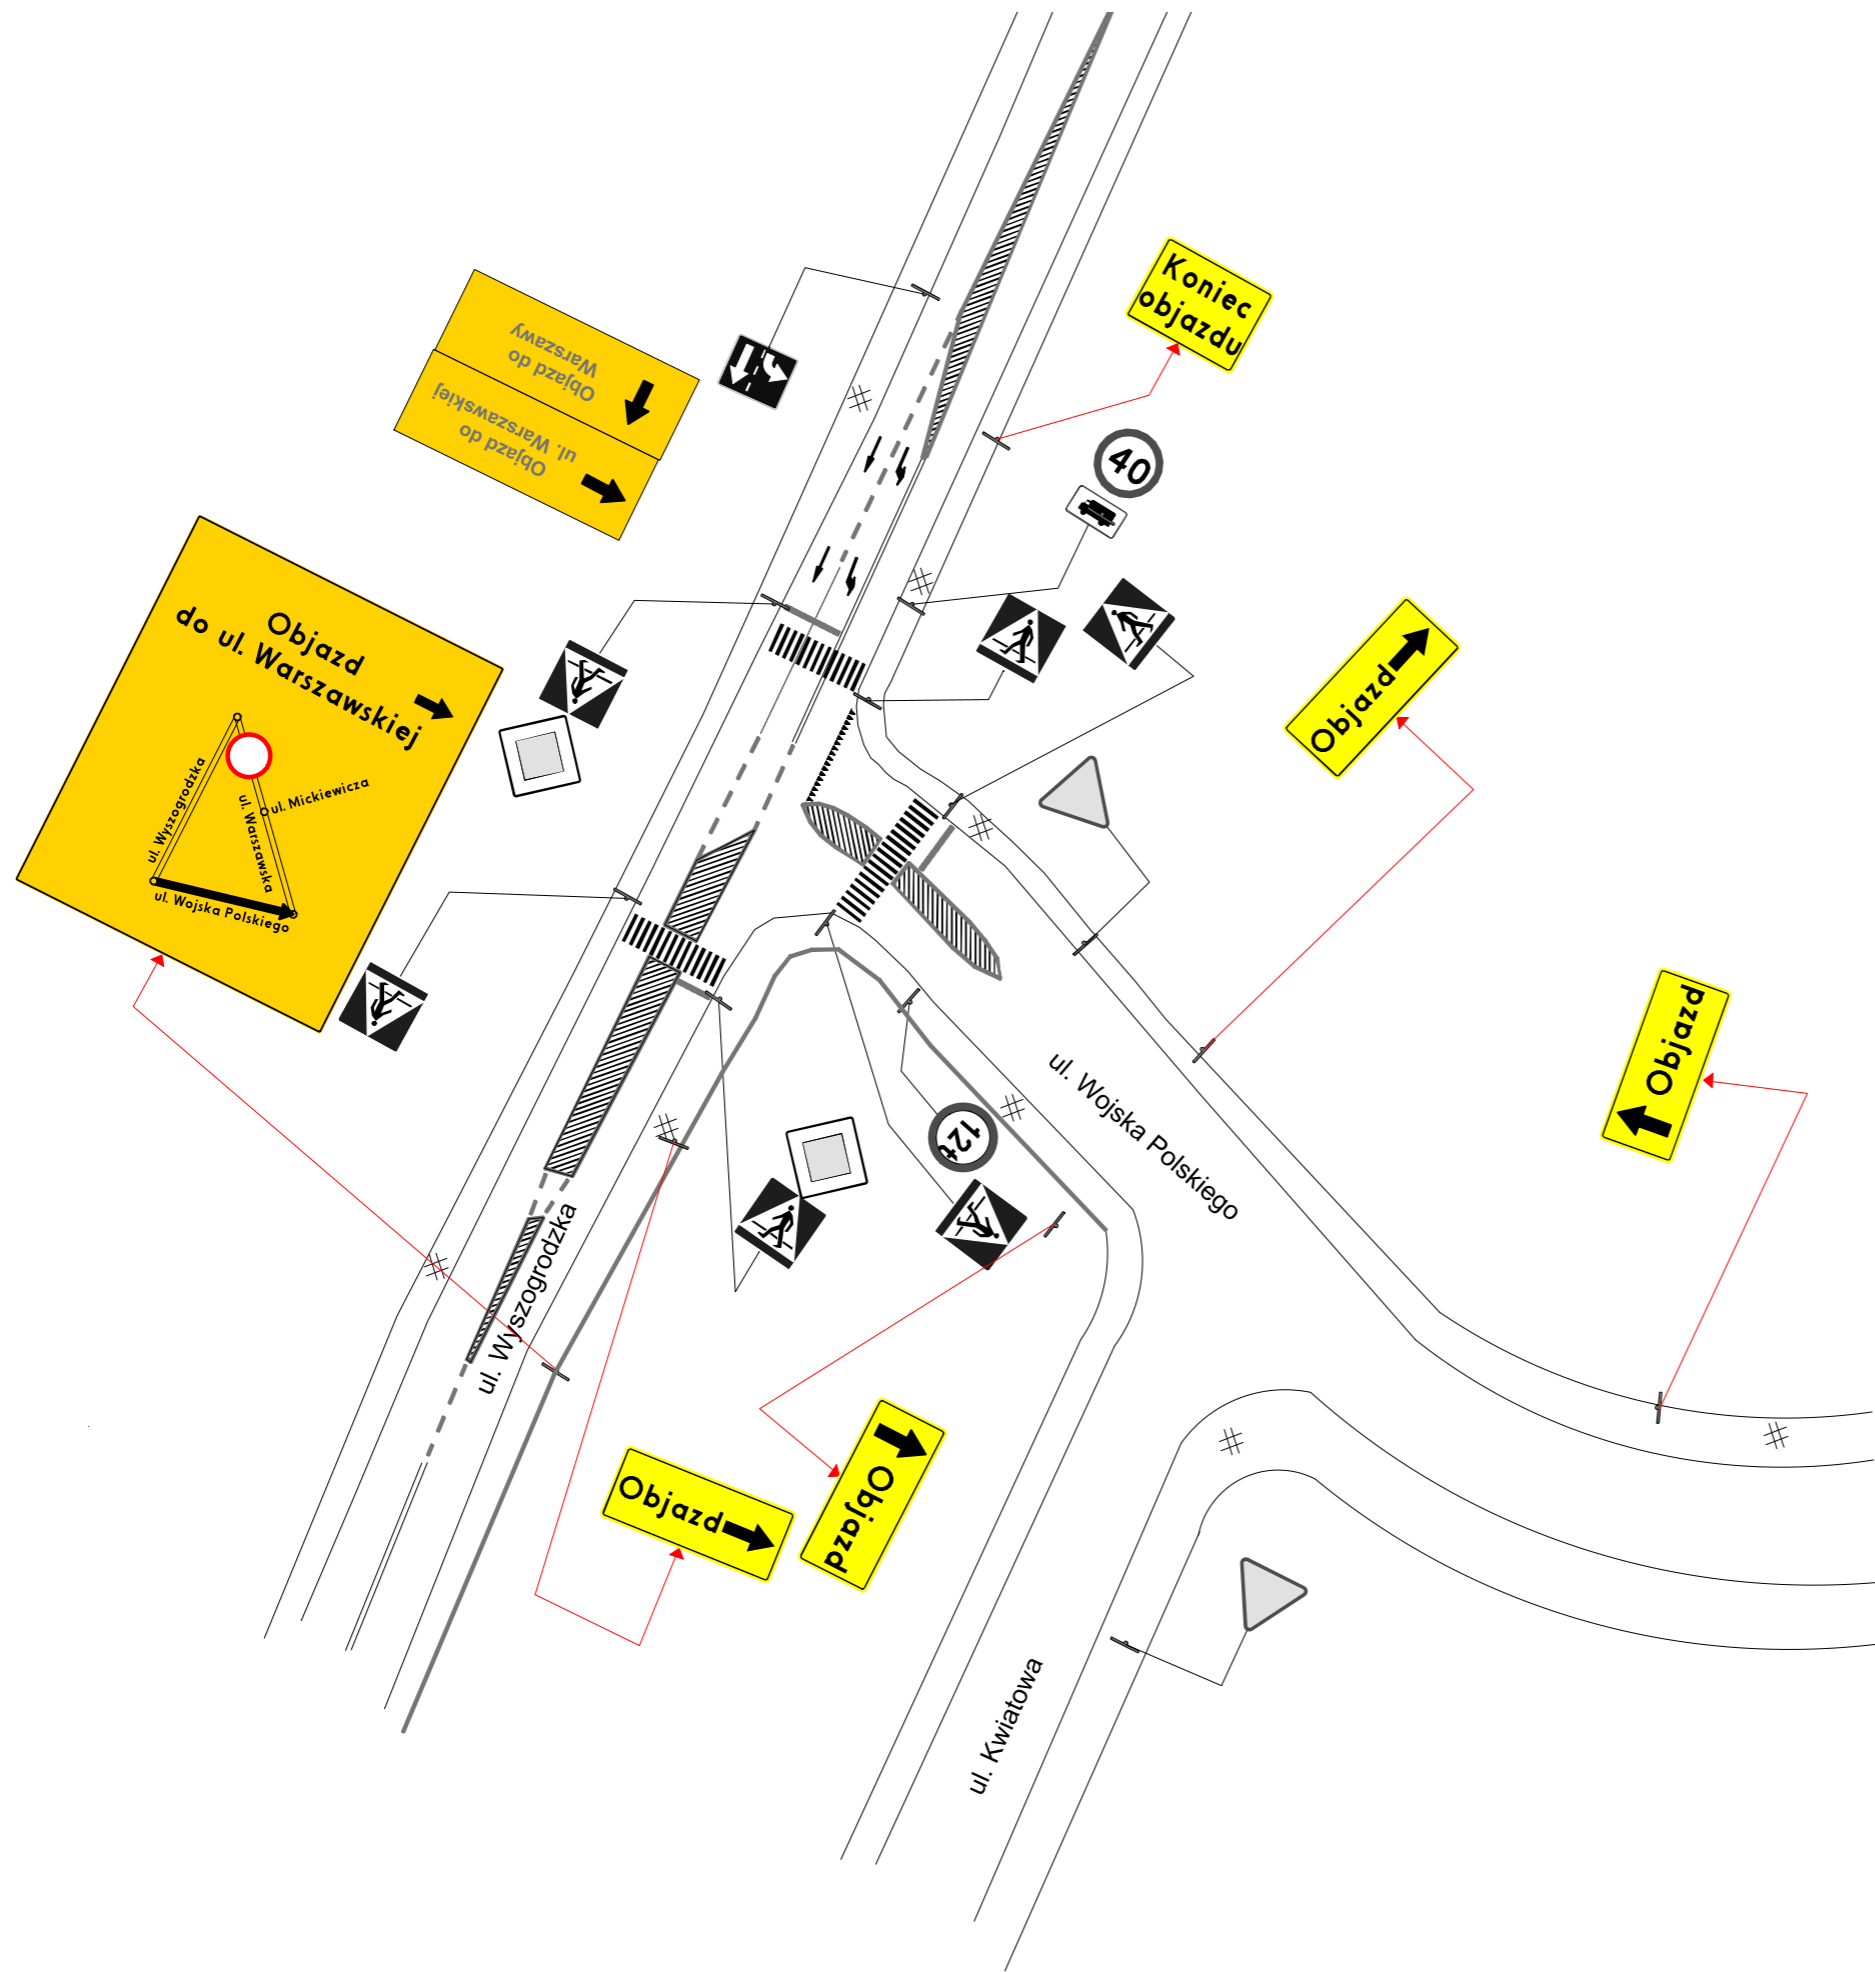 Koniec
objazdu
Objazd do
Warszawy
Objazd do
ul. Warszawskiej
40
Objazd
do ul. Warszawskiej
ul. Wyszogrodzka
ul. Mickiewicza
ul. Warszawska
ul. Wojska Polskiego
Objazd
Objazd
ul. Wojska Polskiego
12t
ul. Wyszogrodzka
Objazd
Objazd
ul. Kwiatowa